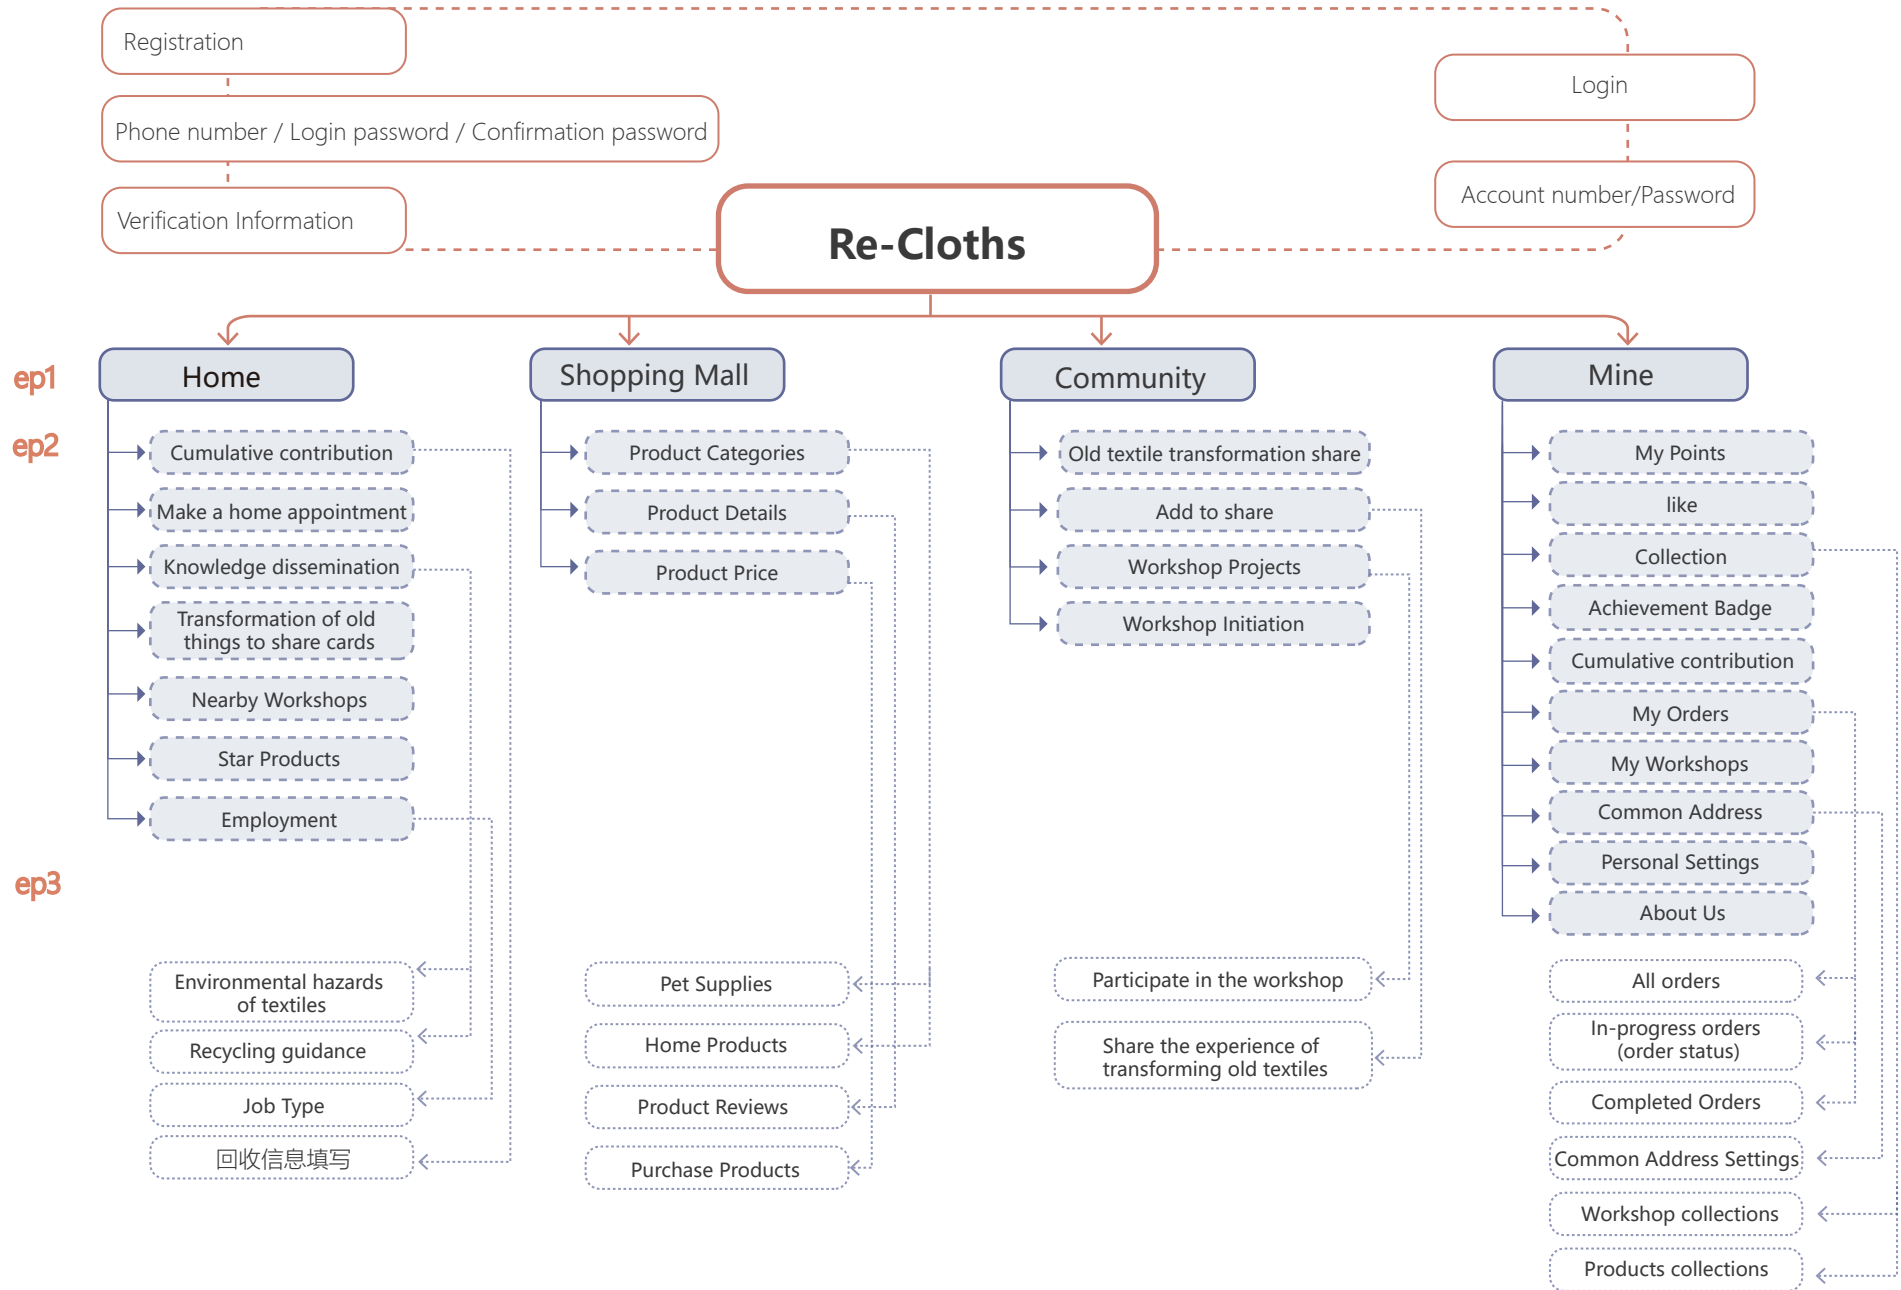 Registration
Login
Phone number / Login password / Confirmation password
Account number/Password
Verification Information
Re-Cloths
ep1
Home
Shopping Mall
Community
Mine
ep2
Cumulative contribution
Make a home appointment
Knowledge dissemination
Transformation of old
things to share cards
Nearby Workshops
Star Products
Employment
Product Categories
Product Details
Product Price
Old textile transformation share
Add to share
Workshop Projects
Workshop Initiation
My Points
like
Collection
Achievement Badge
Cumulative contribution
My Orders
My Workshops
Common Address
Personal Settings
About Us
ep3
Environmental hazards
of textiles
Recycling guidance
Job Type
回收信息填写
Pet Supplies
Home Products
Product Reviews
Purchase Products
Participate in the workshop
Share the experience of
transforming old textiles
All orders
In-progress orders
(order status)
Completed Orders
Common Address Settings
Workshop collections
Products collections